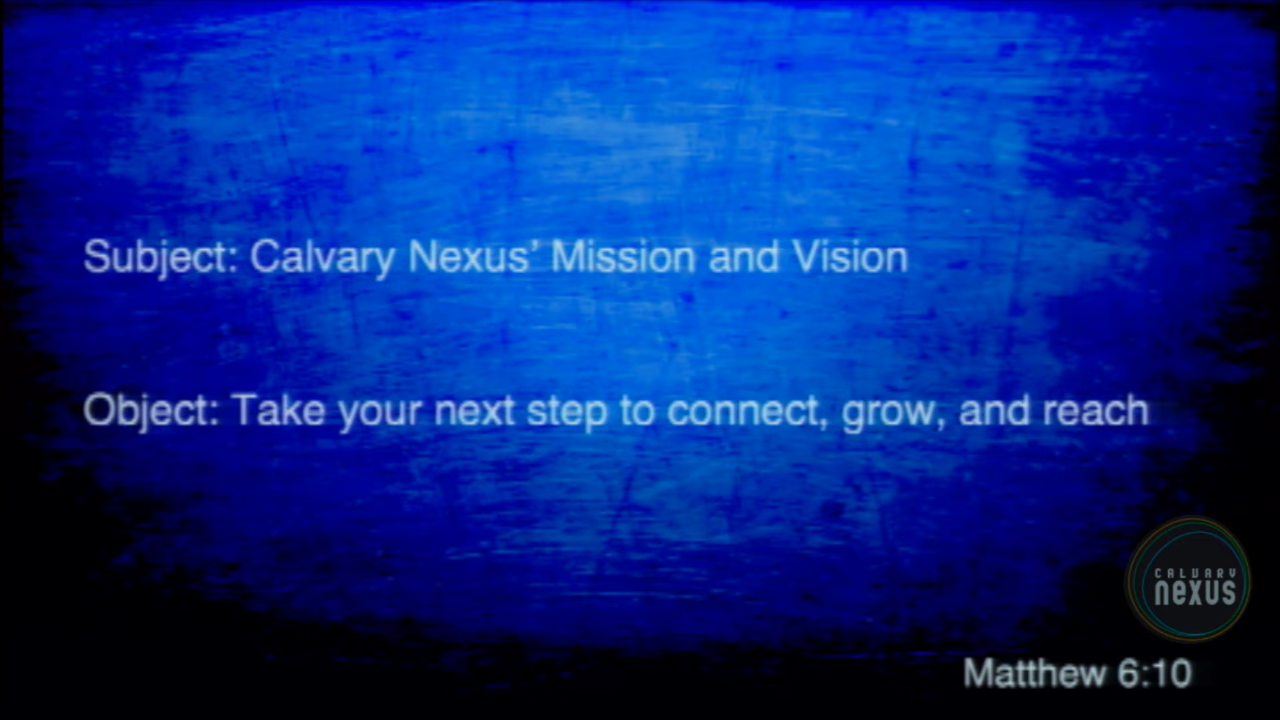 Subject: Calvary Nexus’ Mission and Vision
Object: Take your next step to connect, grow, and reach
CALVARY
nexus
Matthew 6:10